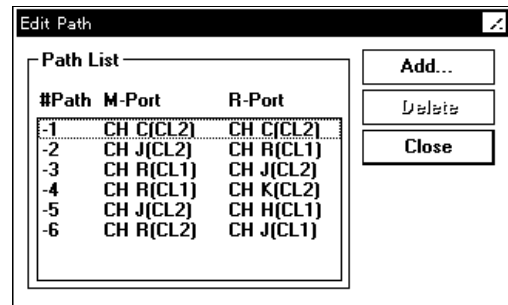 Edit Path
Path List
#Path M-Port R-Port
-1 CH C(CL2) CH C(CL2)
-2 CH J(CL2) CH R(CL1)
-3 CH R(CL1) CH J(CL2)
-4 CH R(CL1) CH K(CL2)
-5 CH J(CL2) CH H(CL1)
-6 CH R(CL2) CH J(CL1)
Add...
Delete
Close